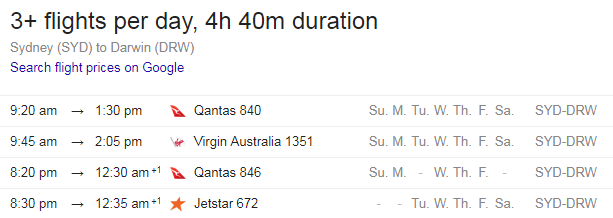 3+ flights per day, 4h 40m duration
Sydney (SYD) to Darwin (DRW)
Search flight prices on Google
9:20 am → 1:30 pm Qantas 840 Su. M. Tu. W. Th. F. Sa. SYD-DRW
9:45 am → 2:05 pm Virgin Australia 1351 Su. M. Tu. W. Th. F. Sa. SYD-DRW
8:20 pm → 12:30 am +1 Qantas 846 Su. M. - W. Th. F. - SYD-DRW
8:30 pm → 12:35 am +1 Jetstar 672 - - Tu. W. Th. F. Sa. SYD-DRW